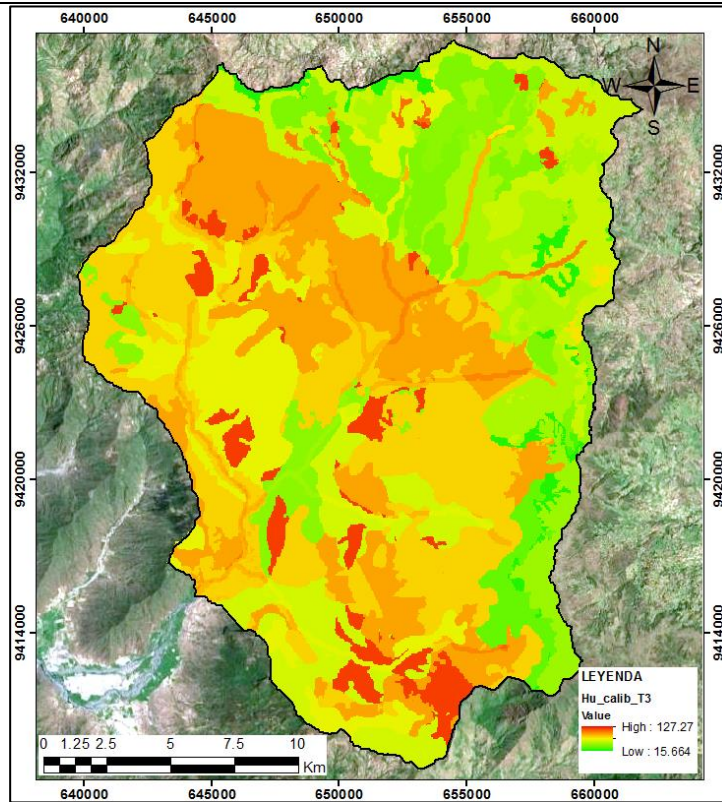 640000 645000 650000 655000 660000
N
W E
S
9432000 9432000
9426000 9426000
9420000 9420000
9414000 9414000
LEYENDA
Hu_calib_T3
Value
High : 127.27
Low : 15.664
0 1.25 2.5 5 7.5 10
Km
640000 645000 650000 655000 660000